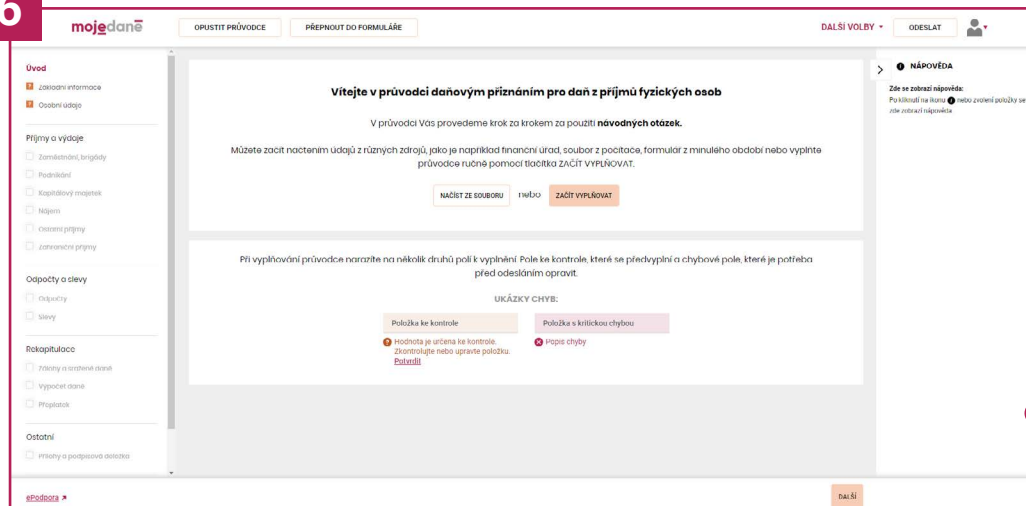 5
mojedaně
OPUSTIT PRŮVODCE
PŘEPNOUT DO FORMULÁŘE
DALŠÍ VOLBY
ODESLAT
Úvod
Základní informace
Osobní údaje
Příjmy a výdaje
Zaměstnání, brigády
Podnikání
Kapitálový majetek
Nájem
Ostatní příjmy
Zahraniční příjmy
Odpočty a slevy
Odpočty
Slevy
Rekapitulace
Zálohy a sražené daně
Výpočet daně
Přeplatek
Ostatní
Přílohy a podpisová doložka
ePodpora
Vítejte v průvodci daňovým přiznáním pro daň z příjmů fyzických osob
V průvodci Vás provedeme krok za krokem za použití návodných otázek.
Můžete začít načtením údajů z různých zdrojů, jako je například finanční úřad, soubor z počítače, formulář z minulého období nebo vyplňte
průvodce ručně pomocí tlačítka ZAČÍT VYPLŇOVAT.
NAČÍST ZE SOUBORU nebo ZAČÍT VYPLŇOVAT
Při vyplňování průvodce narazíte na několik druhů polí k vyplnění. Pole ke kontrole, které se předvyplní a chybové pole, které je potřeba
před odesláním opravit.
UKÁZKY CHYB:
Položka ke kontrole
Hodnota je určena ke kontrole.
Zkontrolujte nebo upravte položku.
Potvrdit
Položka s kritickou chybou
Popis chyby
DALŠÍ
NÁPOVĚDA
Zde se zobrazí nápověda:
Po kliknutí na ikonu i nebo zvolení položky se
zde zobrazí nápověda